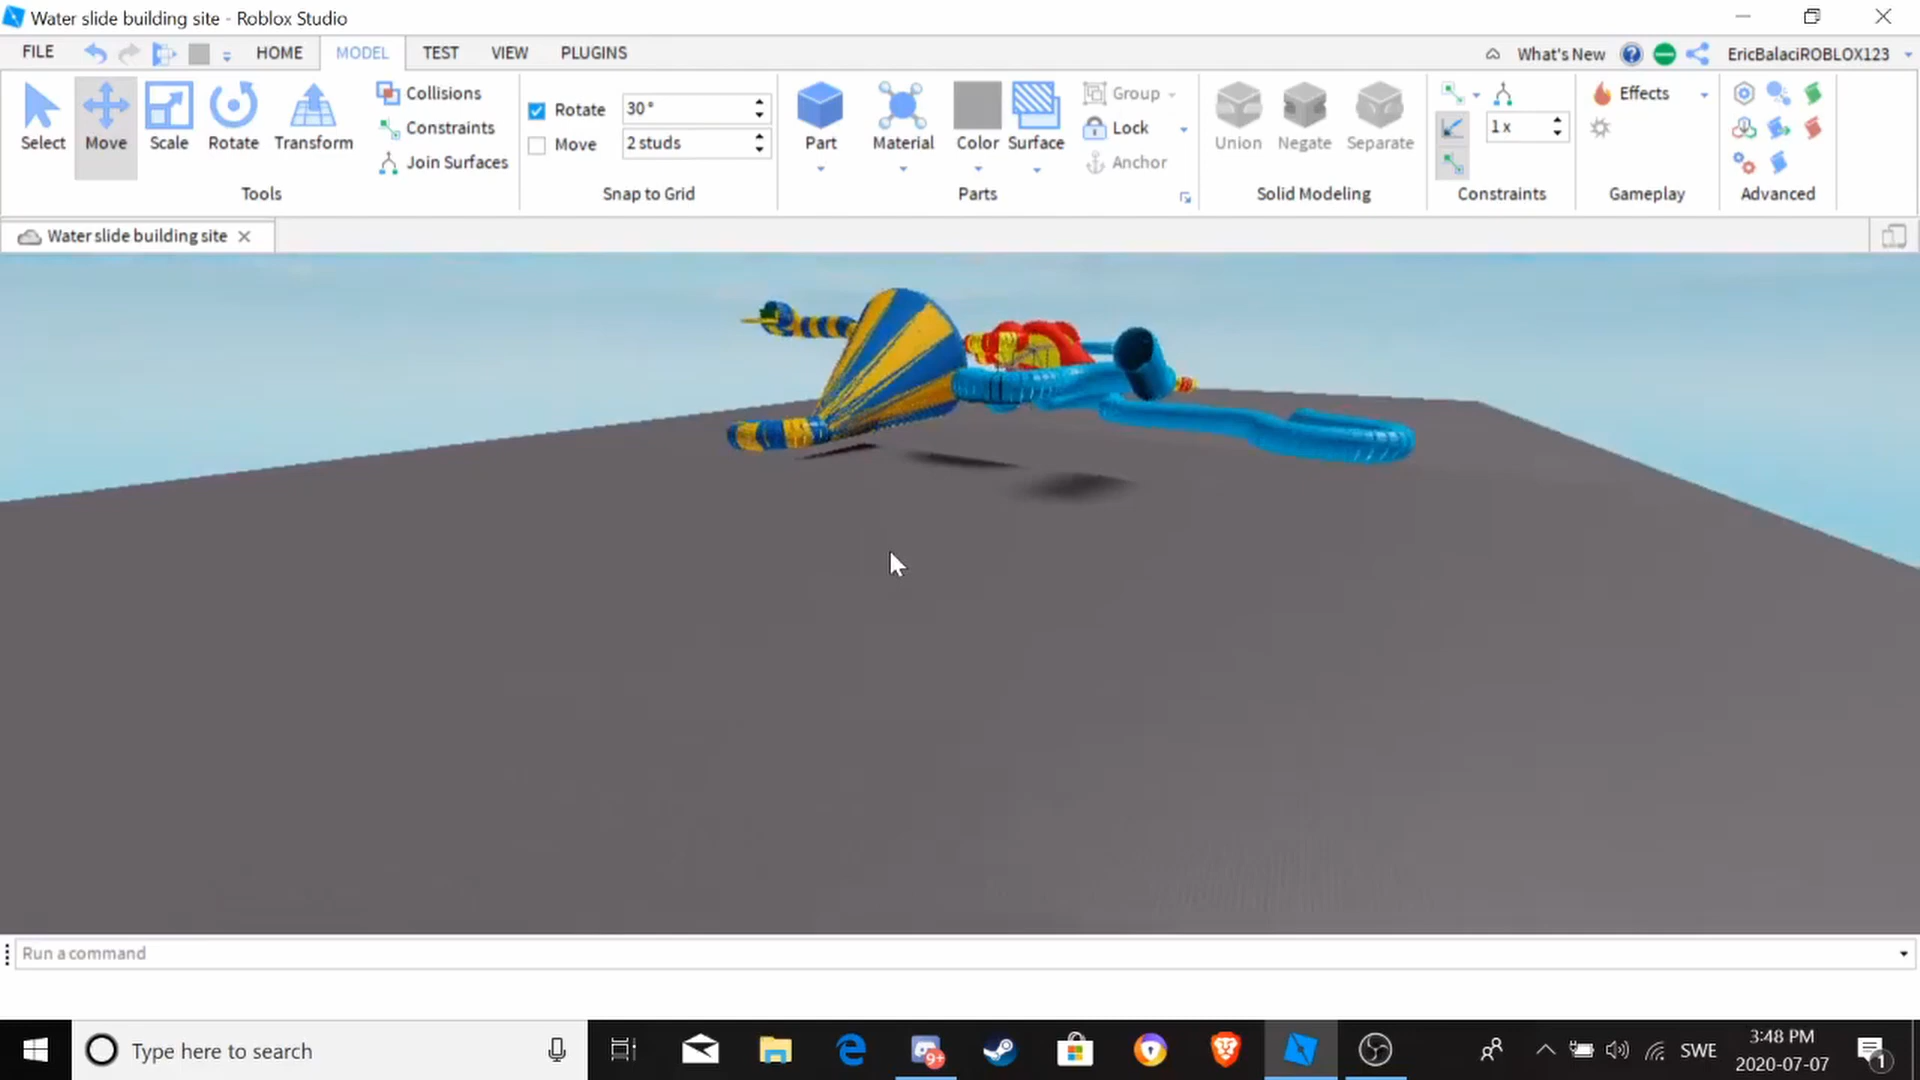 Water slide building site - Roblox Studio
FILE HOME MODEL TEST VIEW PLUGINS What's New EricBalaciROBLOX123
Select Move Scale Rotate Transform
Collisions
Constraints
Join Surfaces
Tools
Rotate 30°
Move 2 studs
Snap to Grid
Part Material Color Surface
Group
Lock
Anchor
Parts
Union Negate Separate
Solid Modeling
1 x
Constraints
Effects
Gameplay
Advanced
Water slide building site
Run a command
Type here to search
9+
SWE
3:48 PM
2020-07-07
1